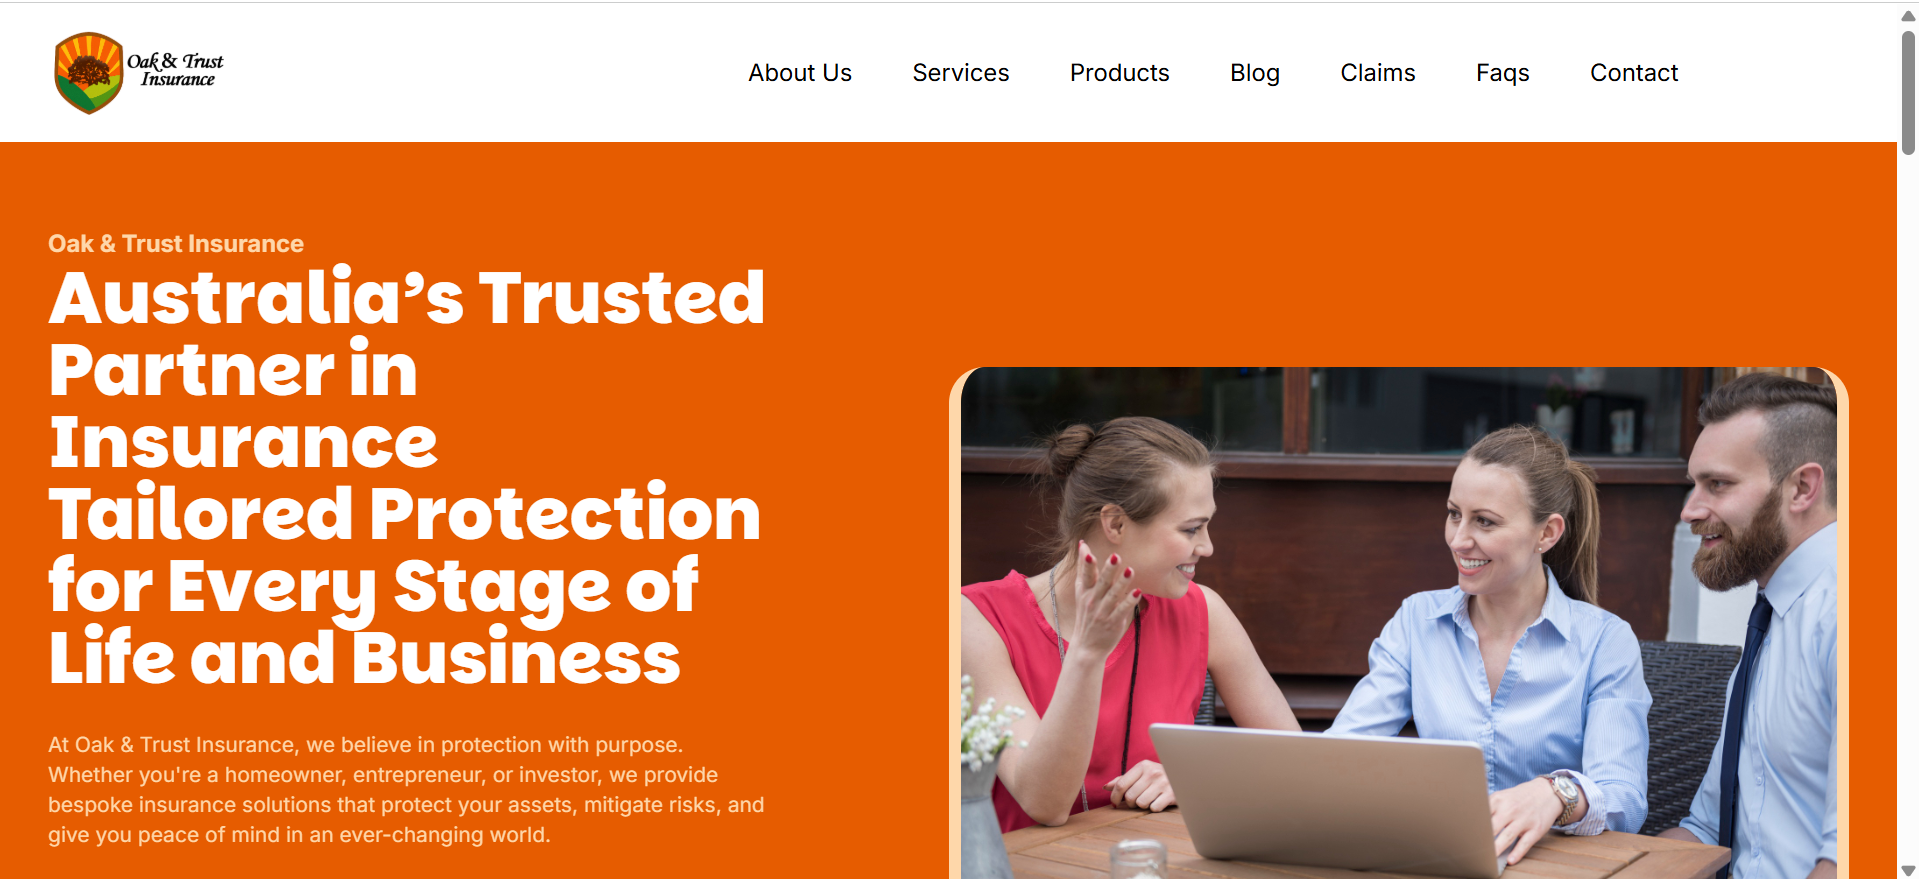 Oak & Trust
Insurance
About Us
Services
Products
Blog
Claims
Faqs
Contact
Oak & Trust Insurance
Australia’s Trusted
Partner in
Insurance
Tailored Protection
for Every Stage of
Life and Business
At Oak & Trust Insurance, we believe in protection with purpose.
Whether you're a homeowner, entrepreneur, or investor, we provide
bespoke insurance solutions that protect your assets, mitigate risks, and
give you peace of mind in an ever-changing world.